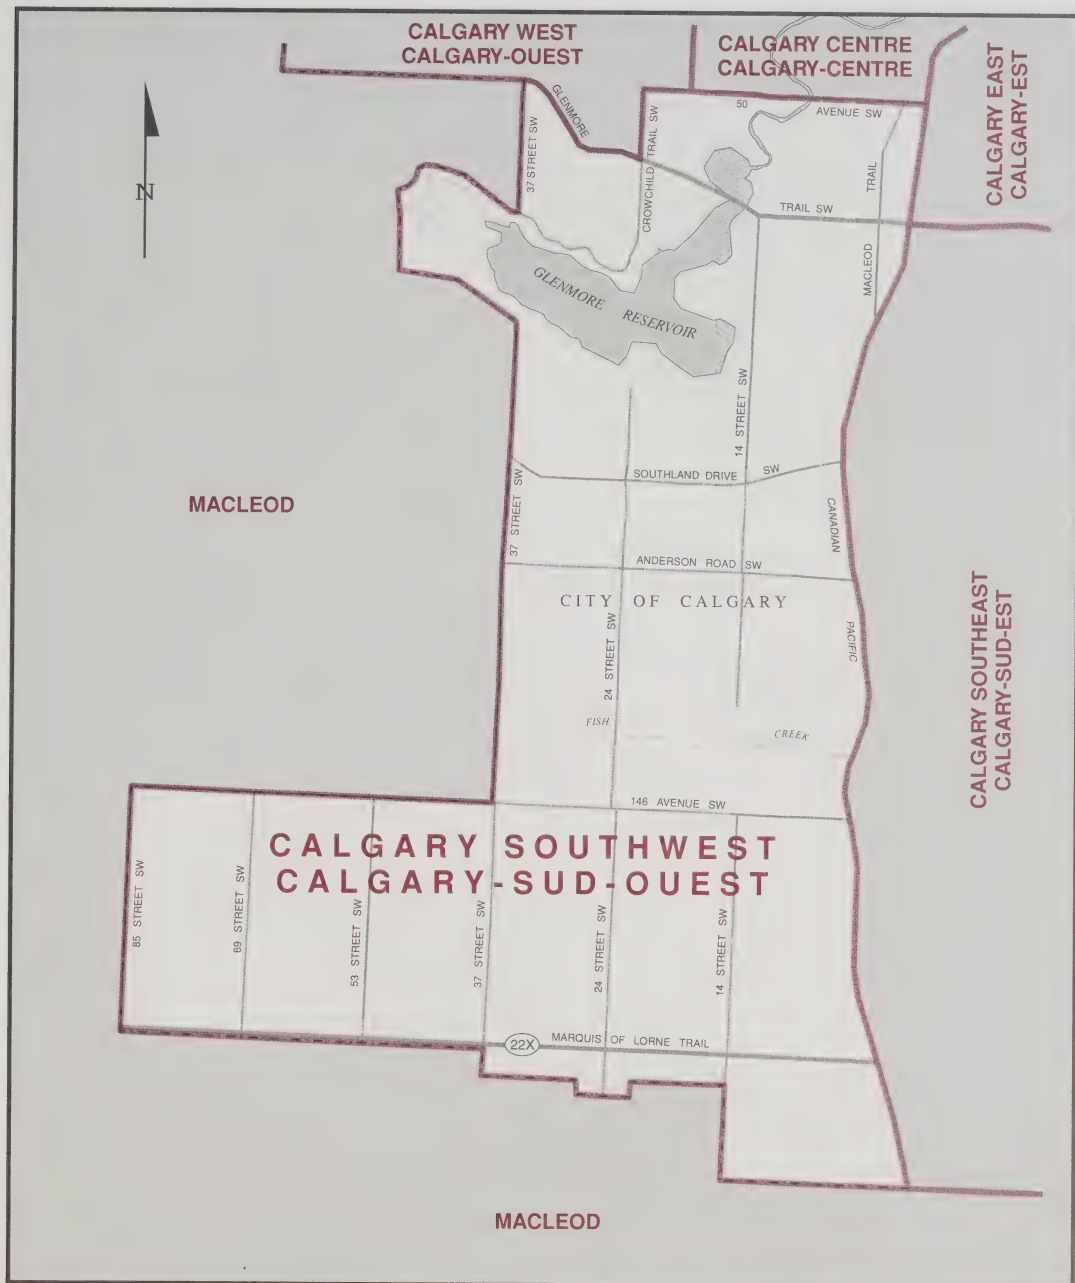 CALGARY WEST
CALGARY-OUEST
CALGARY CENTRE
CALGARY-CENTRE
CALGARY EAST
CALGARY-EST
N
GLENMORE
37 STREET SW
CROWCHILD TRAIL SW
50
AVENUE SW
TRAIL
TRAIL SW
MACLEOD
GLENMORE RESERVOIR
14 STREET SW
SOUTHLAND DRIVE SW
MACLEOD
37 STREET SW
CANADIAN
ANDERSON ROAD SW
CITY OF CALGARY
24 STREET SW
PACIFIC
FISH
CREEK
CALGARY SOUTHEAST
CALGARY-SUD-EST
146 AVENUE SW
CALGARY SOUTHWEST
CALGARY-SUD-OUEST
85 STREET SW
69 STREET SW
53 STREET SW
37 STREET SW
24 STREET SW
14 STREET SW
22X
MARQUIS OF LORNE TRAIL
MACLEOD